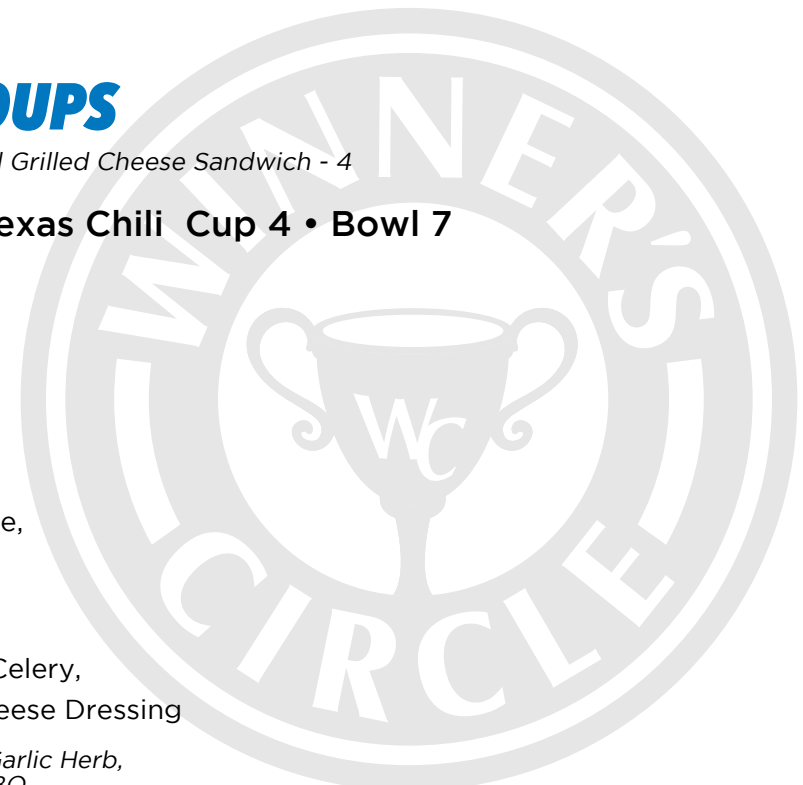 OUPS
l Grilled Cheese Sandwich - 4
exas Chili Cup 4 • Bowl 7
WINNER'S
WC
CIRCLE
e,
Celery,
eese Dressing
Garlic Herb,